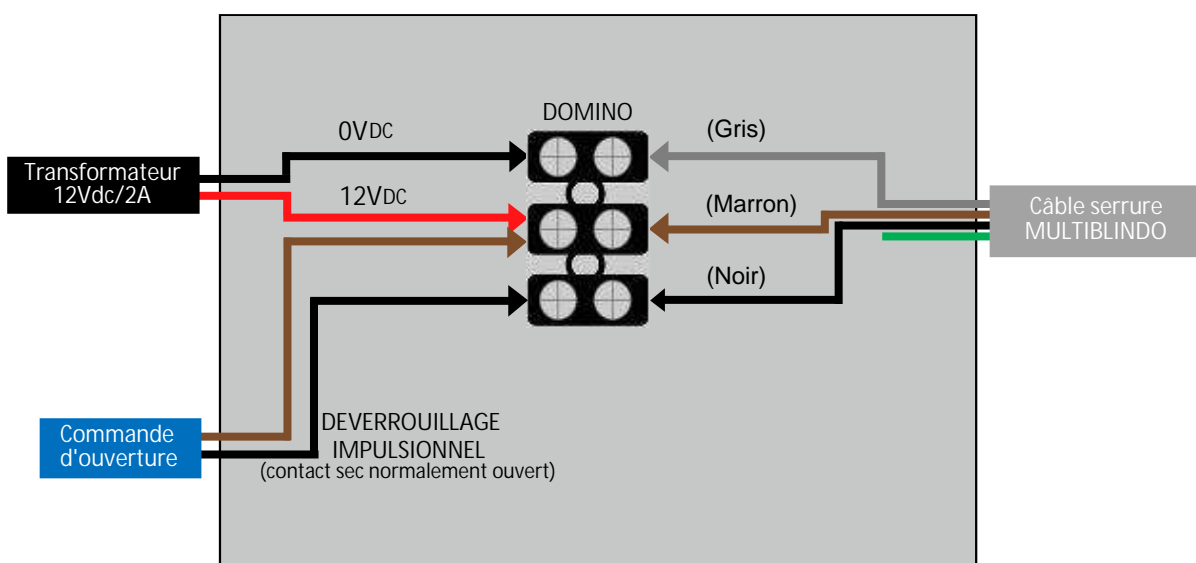 DOMINO
0VDC
(Gris)
Transformateur
12Vdc/2A
12VDC
(Marron)
Câble serrure
MULTIBLINDO
(Noir)
Commande
d'ouverture
DEVERROUILLAGE
IMPULSIONNEL
(contact sec normalement ouvert)